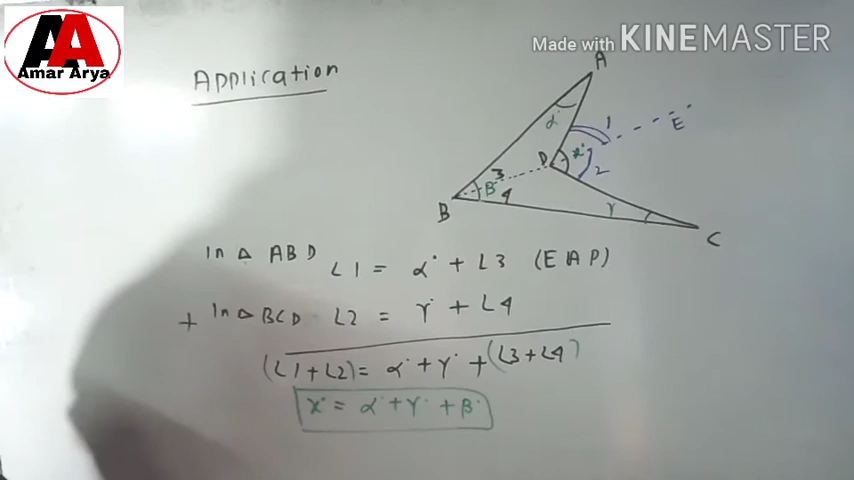 AA
Amar Arya
Made with KINEMASTER
Application
A
α°
1
E
D
x°
2
3
B
β°
4
γ
C
In △ ABD ∠1 = α° + ∠3 (EAP)
+ In △ BCD ∠2 = γ° + ∠4
(∠1+∠2) = α° + γ° + (∠3+∠4)
x° = α° + γ° + β°